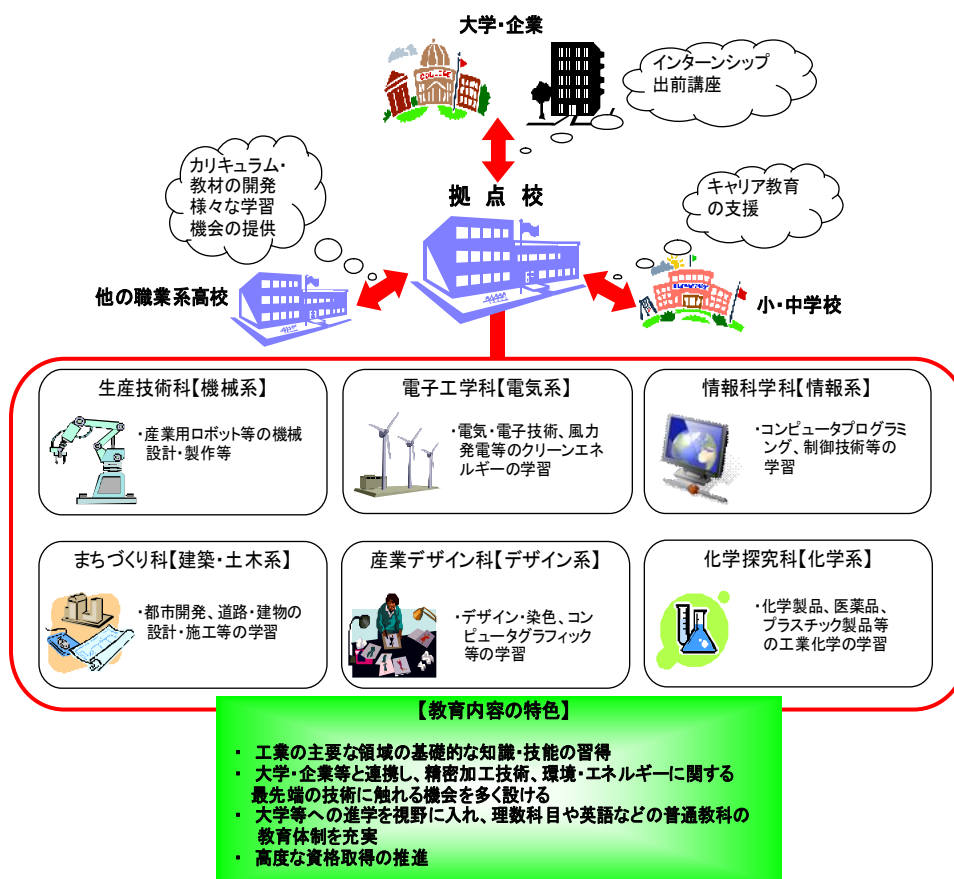 大学・企業
COLLEGE
インターンシップ
出前講座
カリキュラム・
教材の開発
様々な学習
機会の提供
拠 点 校
キャリア教育
の支援
他の職業系高校
小・中学校
生産技術科【機械系】
・産業用ロボット等の機械
設計・製作等
電子工学科【電気系】
・電気・電子技術、風力
発電等のクリーンエネ
ルギーの学習
情報科学科【情報系】
・コンピュータプログラミ
ング、制御技術等の
学習
まちづくり科【建築・土木系】
・都市開発、道路・建物の
設計・施工等の学習
産業デザイン科【デザイン系】
・デザイン・染色、コン
ピュータグラフィック
等の学習
化学探究科【化学系】
・化学製品、医薬品、
プラスチック製品等
の工業化学の学習
【教育内容の特色】
・ 工業の主要な領域の基礎的な知識・技能の習得
・ 大学・企業等と連携し、精密加工技術、環境・エネルギーに関する
最先端の技術に触れる機会を多く設ける
・ 大学等への進学を視野に入れ、理数科目や英語などの普通教科の
教育体制を充実
・ 高度な資格取得の推進